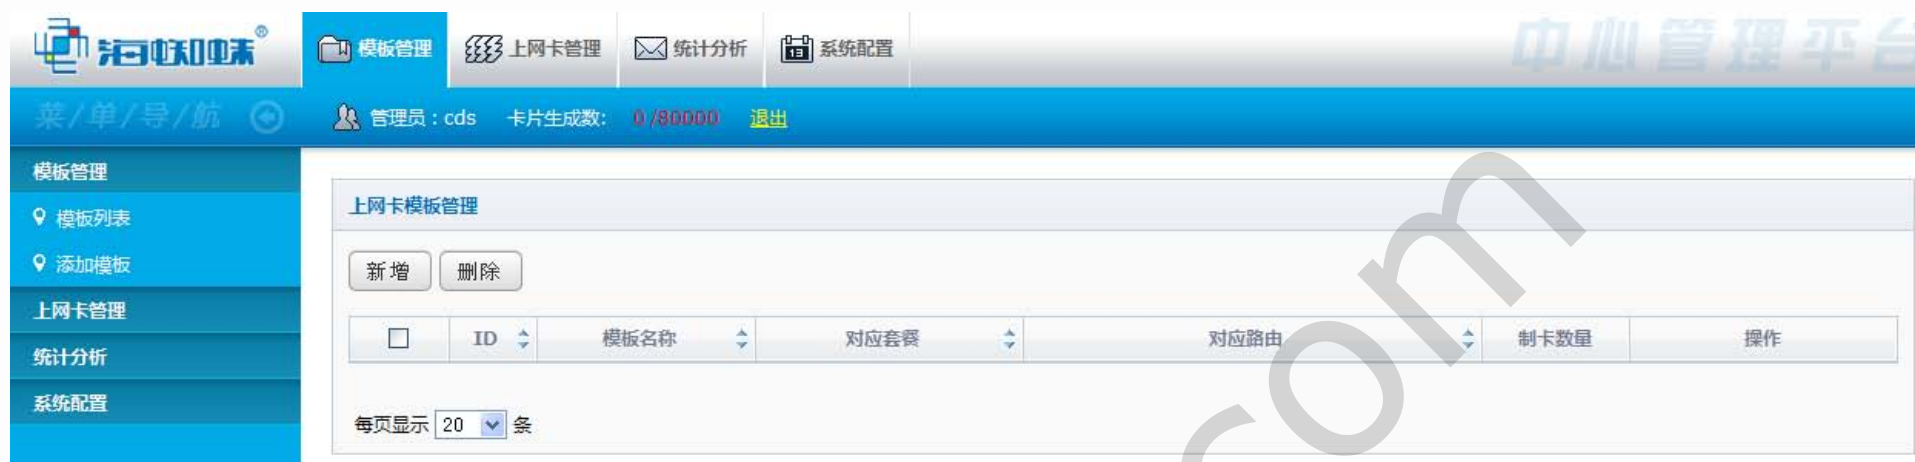 海蜘蛛®
模板管理 上网卡管理 统计分析 系统配置
中心管理平台
菜/单/导/航
管理员：cds 卡片生成数: 0 /80000 退出
模板管理
模板列表
添加模板
上网卡管理
统计分析
系统配置
上网卡模板管理
新增 删除
ID 模板名称 对应套餐 对应路由 制卡数量 操作
每页显示 20 条
com